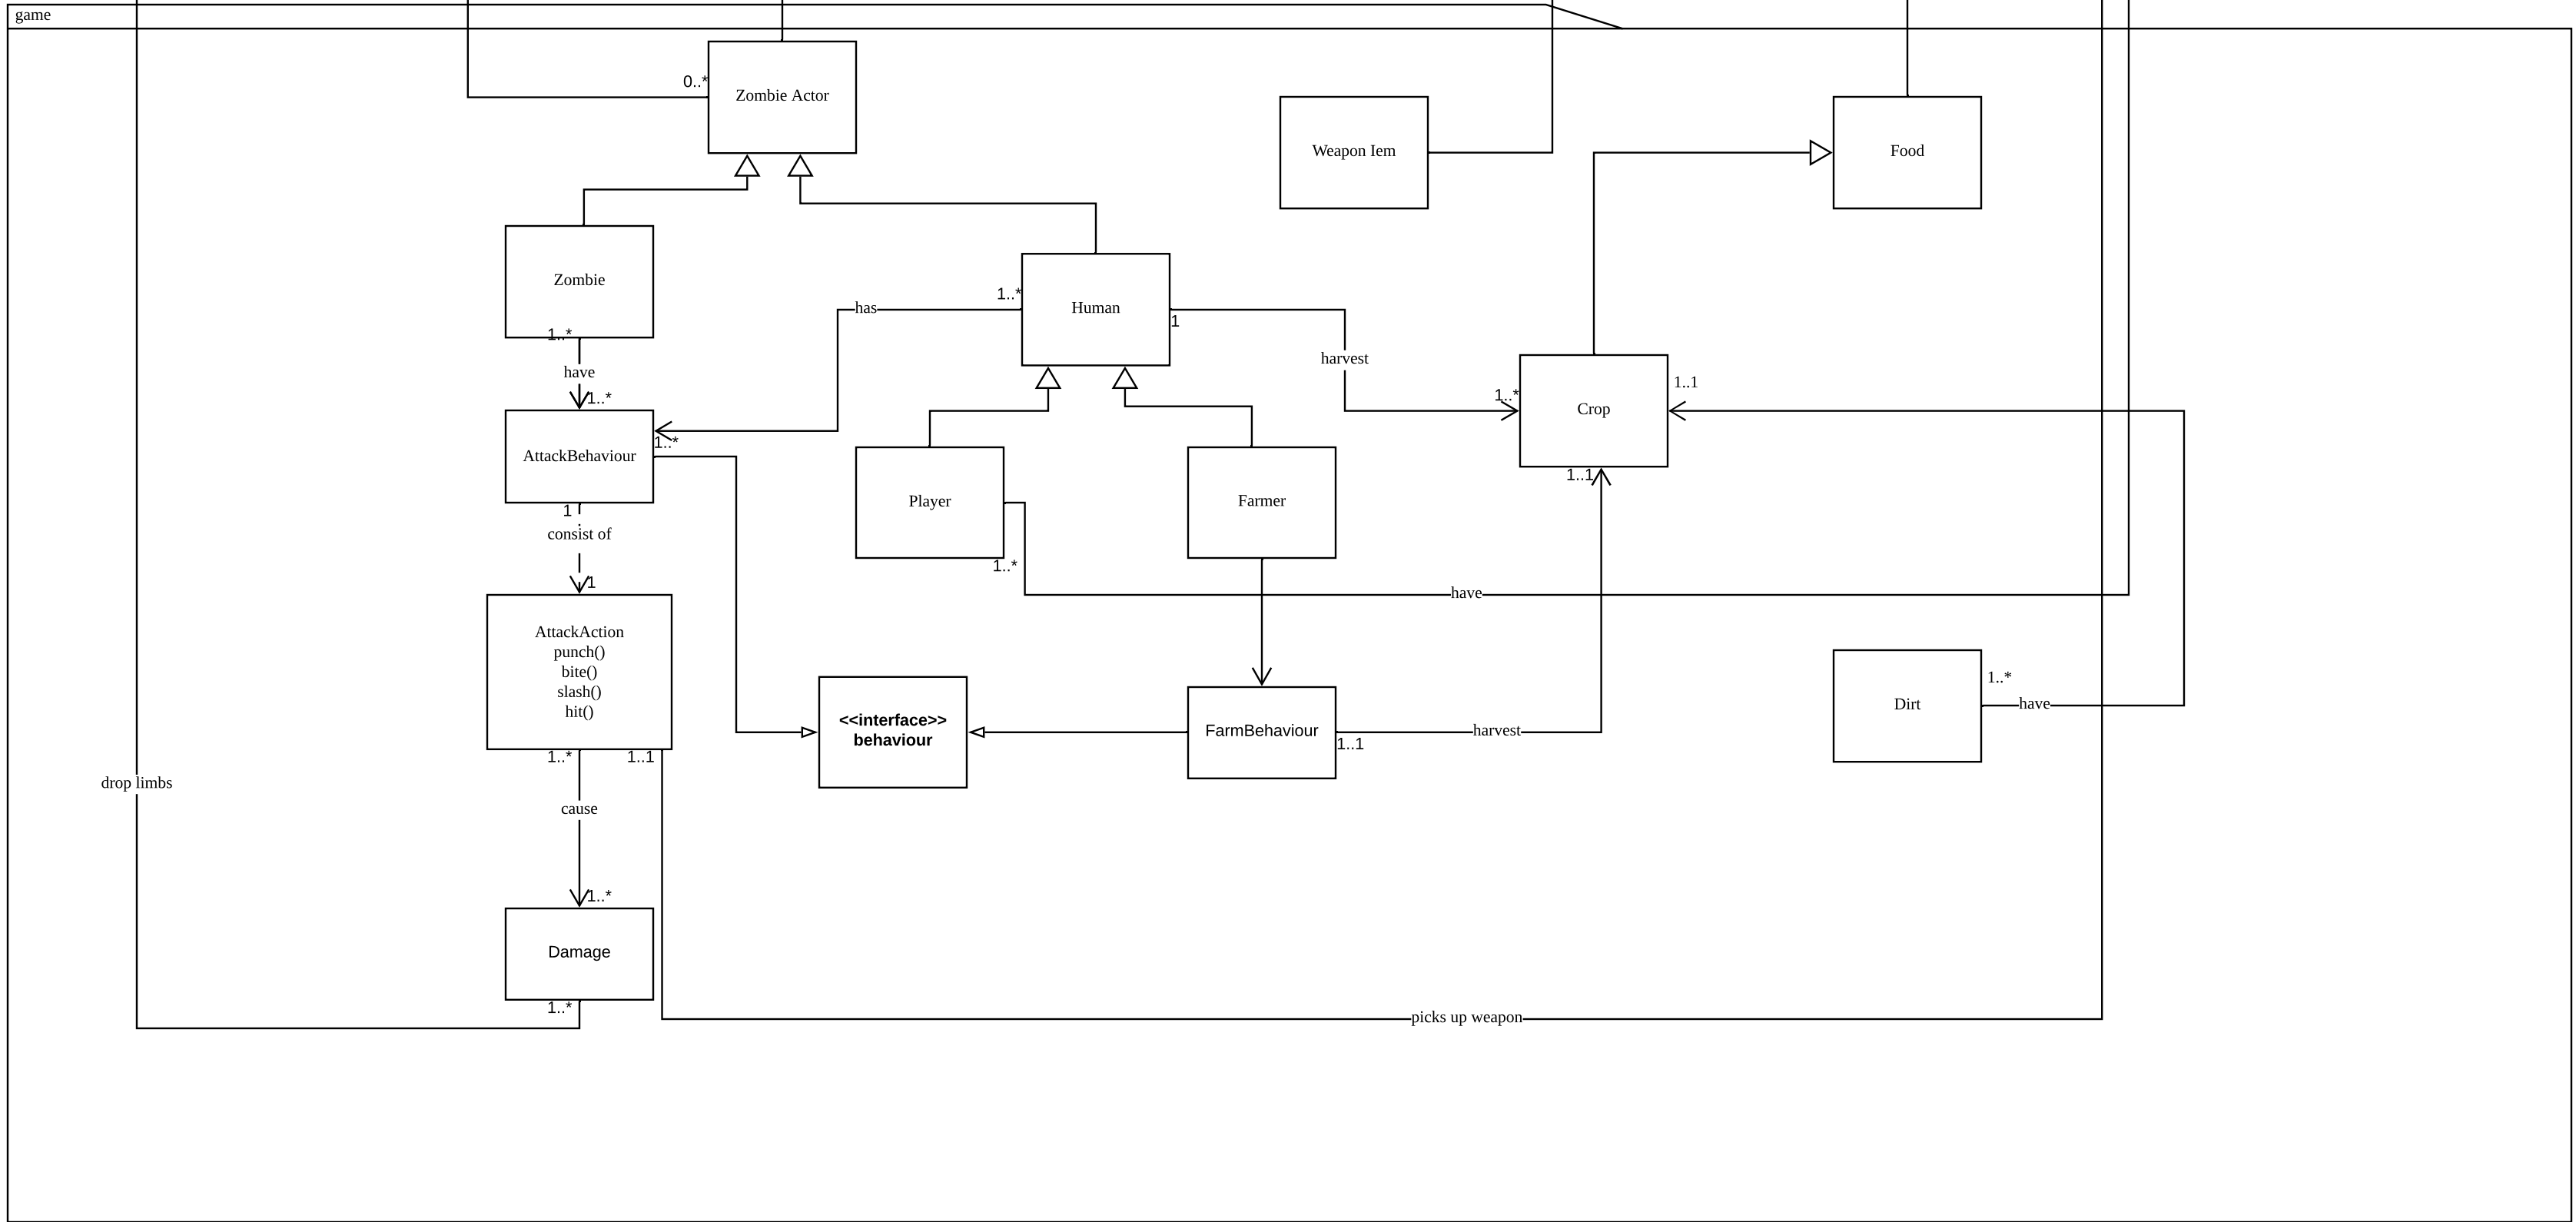 game
0..*
Zombie Actor
Weapon Iem
Food
Zombie
1..*
has
1..*
Human
1
harvest
have
1..*
1..*
Crop
1..1
1..*
1..*
AttackBehaviour
1..1
Player
Farmer
1
consist of
1..*
1
have
AttackAction
punch()
bite()
slash()
hit()
1..*
Dirt
have
<<interface>>
behaviour
FarmBehaviour
harvest
1..1
1..*
1..1
drop limbs
cause
1..*
Damage
1..*
picks up weapon